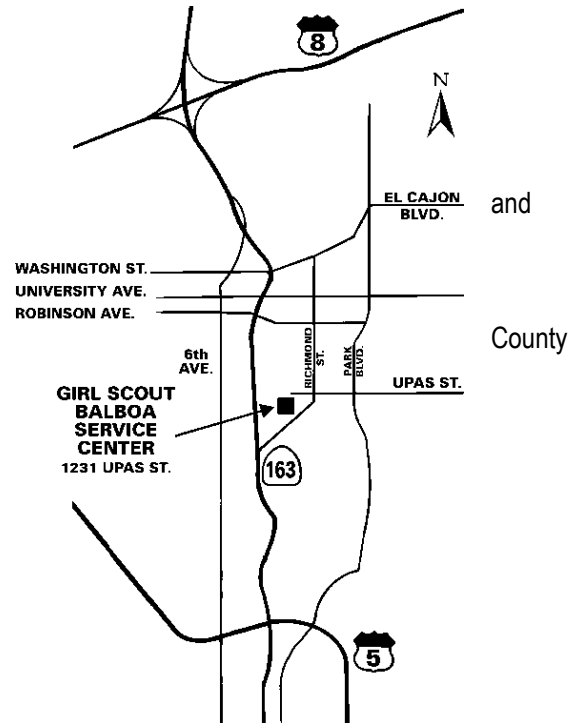 8
N
EL CAJON
BLVD.
and
WASHINGTON ST.
UNIVERSITY AVE.
ROBINSON AVE.
County
6th
AVE.
RICHMOND
ST.
PARK
BLVD.
UPAS ST.
GIRL SCOUT
BALBOA
SERVICE
CENTER
1231 UPAS ST.
163
5